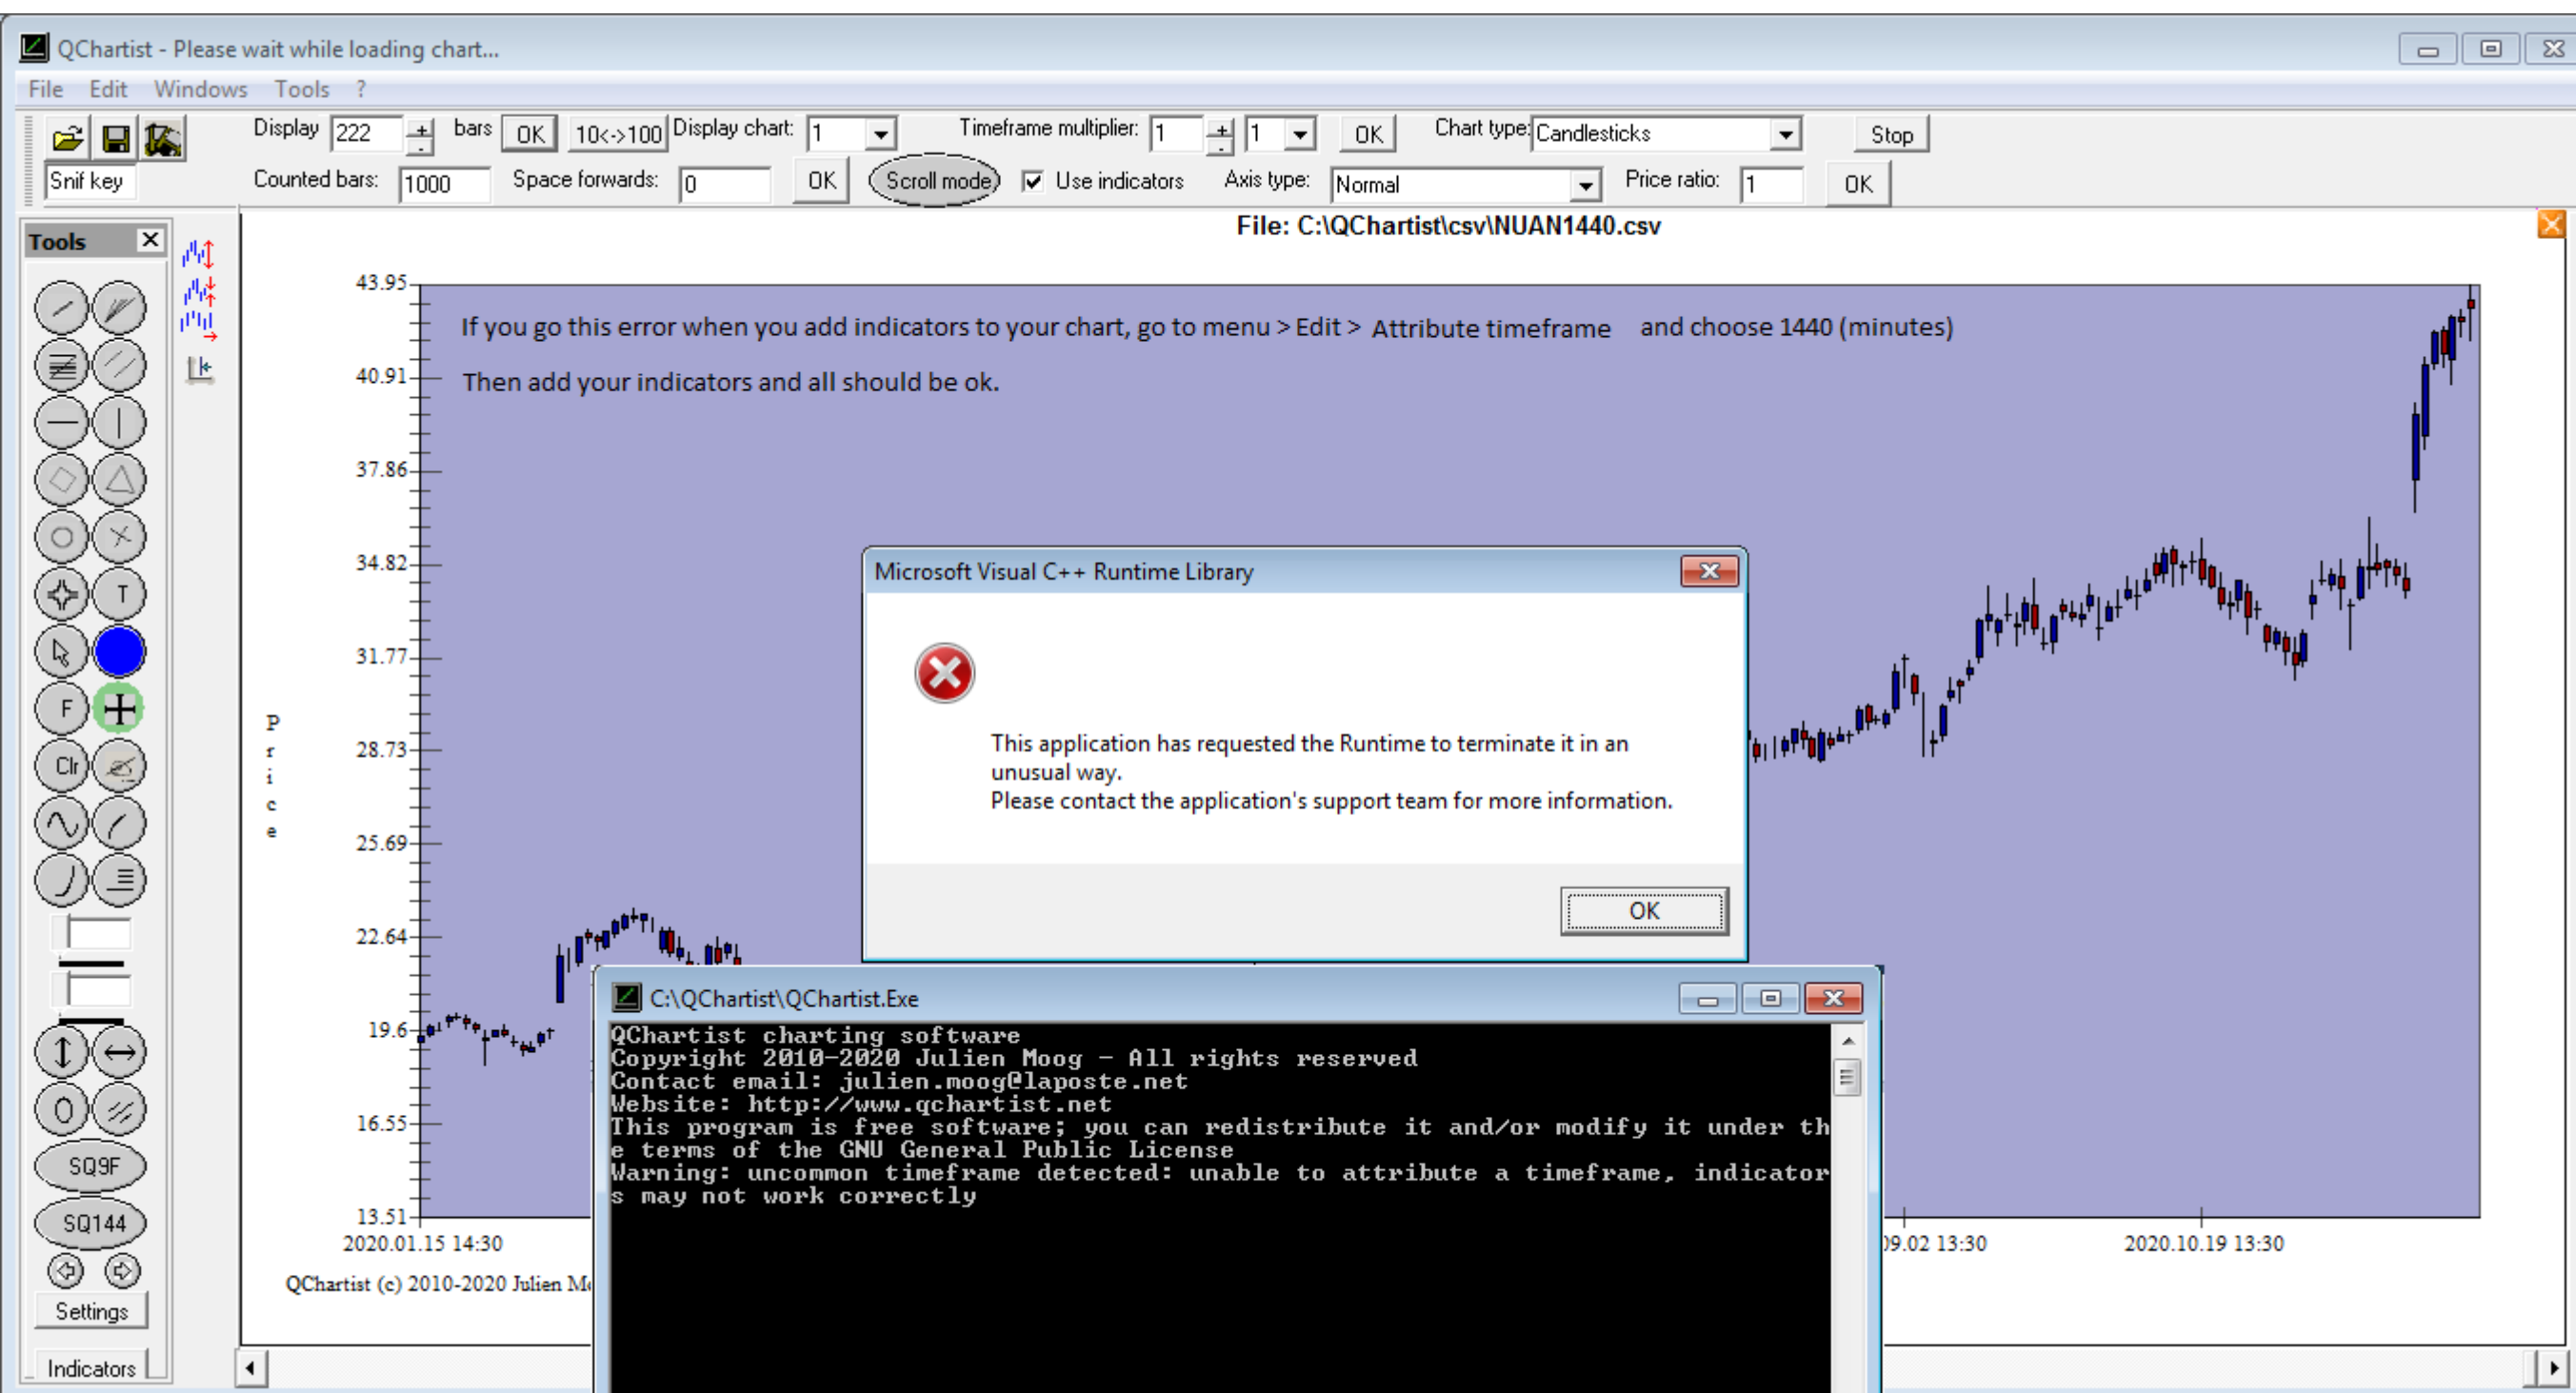 QChartist - Please wait while loading chart...
File Edit Windows Tools ?
Display 222 bars OK 10<->100 Display chart: 1 Timeframe multiplier: 1 1 OK Chart type: Candlesticks Stop
Snif key Counted bars: 1000 Space forwards: 0 OK Scroll mode Use indicators Axis type: Normal Price ratio: 1 OK
File: C:\QChartist\csv\NUAN1440.csv
Tools
T
F
Clr
SQ9F
SQ144
Settings
Indicators
43.95
40.91
37.86
34.82
31.77
28.73
25.69
22.64
19.6
16.55
13.51
Price
If you go this error when you add indicators to your chart, go to menu > Edit > Attribute timeframe and choose 1440 (minutes)
Then add your indicators and all should be ok.
Microsoft Visual C++ Runtime Library
This application has requested the Runtime to terminate it in an
unusual way.
Please contact the application's support team for more information.
OK
C:\QChartist\QChartist.Exe
QChartist charting software
Copyright 2010-2020 Julien Moog - All rights reserved
Contact email: julien.moog@laposte.net
Website: http://www.qchartist.net
This program is free software; you can redistribute it and/or modify it under th
e terms of the GNU General Public License
Warning: uncommon timeframe detected: unable to attribute a timeframe, indicator
s may not work correctly
2020.01.15 14:30 09.02 13:30 2020.10.19 13:30
QChartist (c) 2010-2020 Julien Mo